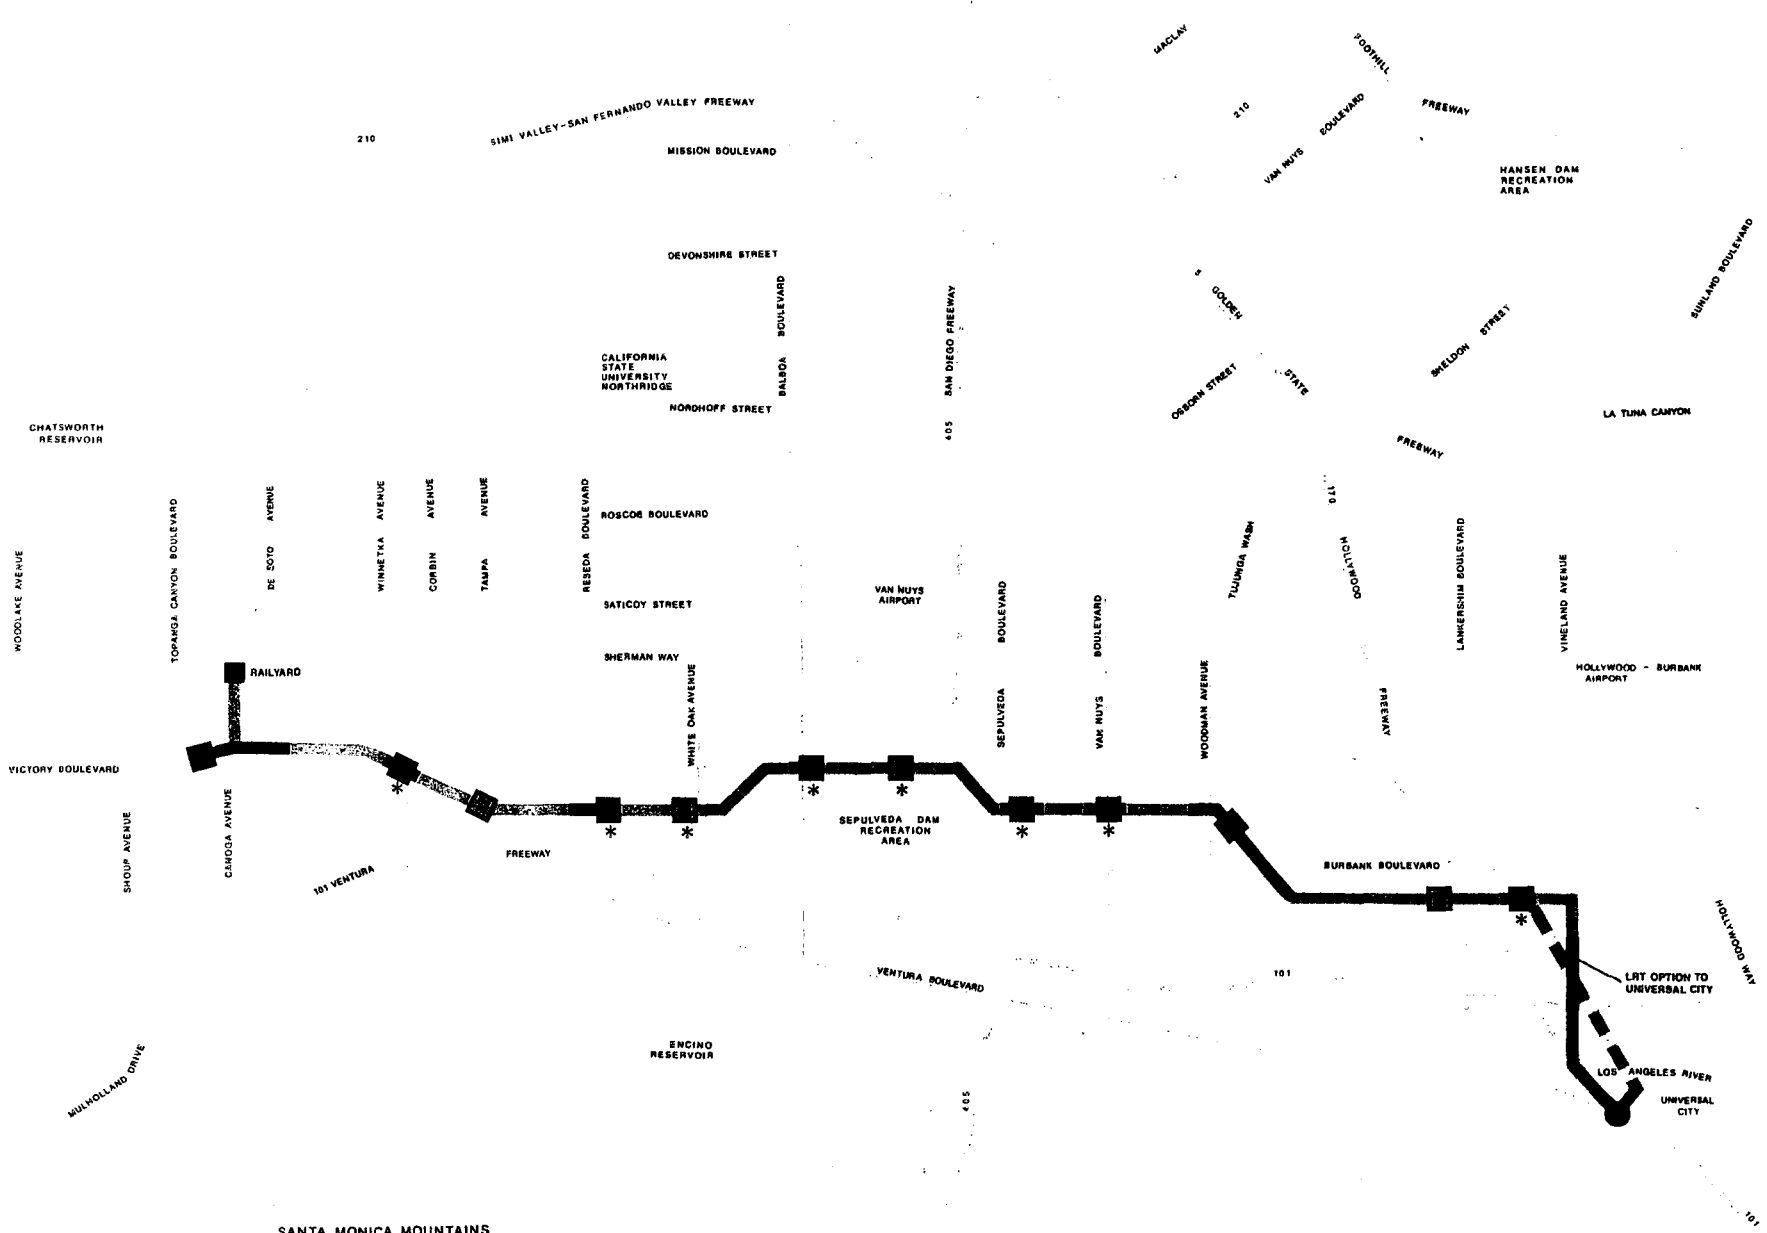 MACLAY
FOOTHILL
FREEWAY
210
SIMI VALLEY-SAN FERNANDO VALLEY FREEWAY
210
VAN NUYS BOULEVARD
MISSION BOULEVARD
HANSEN DAM
RECREATION
AREA
DEVONSHIRE STREET
SUNLAND BOULEVARD
BALBOA BOULEVARD
405 SAN DIEGO FREEWAY
5 GOLDEN
STATE
FREEWAY
SHELDON STREET
OSBORN STREET
CALIFORNIA
STATE
UNIVERSITY
NORTHRIDGE
NORDHOFF STREET
LA TUNA CANYON
CHATSWORTH
RESERVOIR
WOODLAKE AVENUE
TOPANGA CANYON BOULEVARD
DE SOTO AVENUE
WINNETKA AVENUE
CORBIN AVENUE
TAMPA AVENUE
RESEDA BOULEVARD
ROSCOE BOULEVARD
170
HOLLYWOOD
FREEWAY
TUJUNGA WASH
LANKERSHIM BOULEVARD
VINELAND AVENUE
SATICOY STREET
VAN NUYS
AIRPORT
SEPULVEDA BOULEVARD
VAN NUYS BOULEVARD
WOODMAN AVENUE
SHERMAN WAY
WHITE OAK AVENUE
HOLLYWOOD - BURBANK
AIRPORT
RAILYARD
VICTORY BOULEVARD
*
*
*
*
*
*
*
SHOUP AVENUE
CANOGA AVENUE
SEPULVEDA DAM
RECREATION
AREA
101 VENTURA
FREEWAY
BURBANK BOULEVARD
*
HOLLYWOOD WAY
VENTURA BOULEVARD
101
LRT OPTION TO
UNIVERSAL CITY
ENCINO
RESERVOIR
MULHOLLAND DRIVE
405
LOS ANGELES RIVER
UNIVERSAL
CITY
101
SANTA MONICA MOUNTAINS